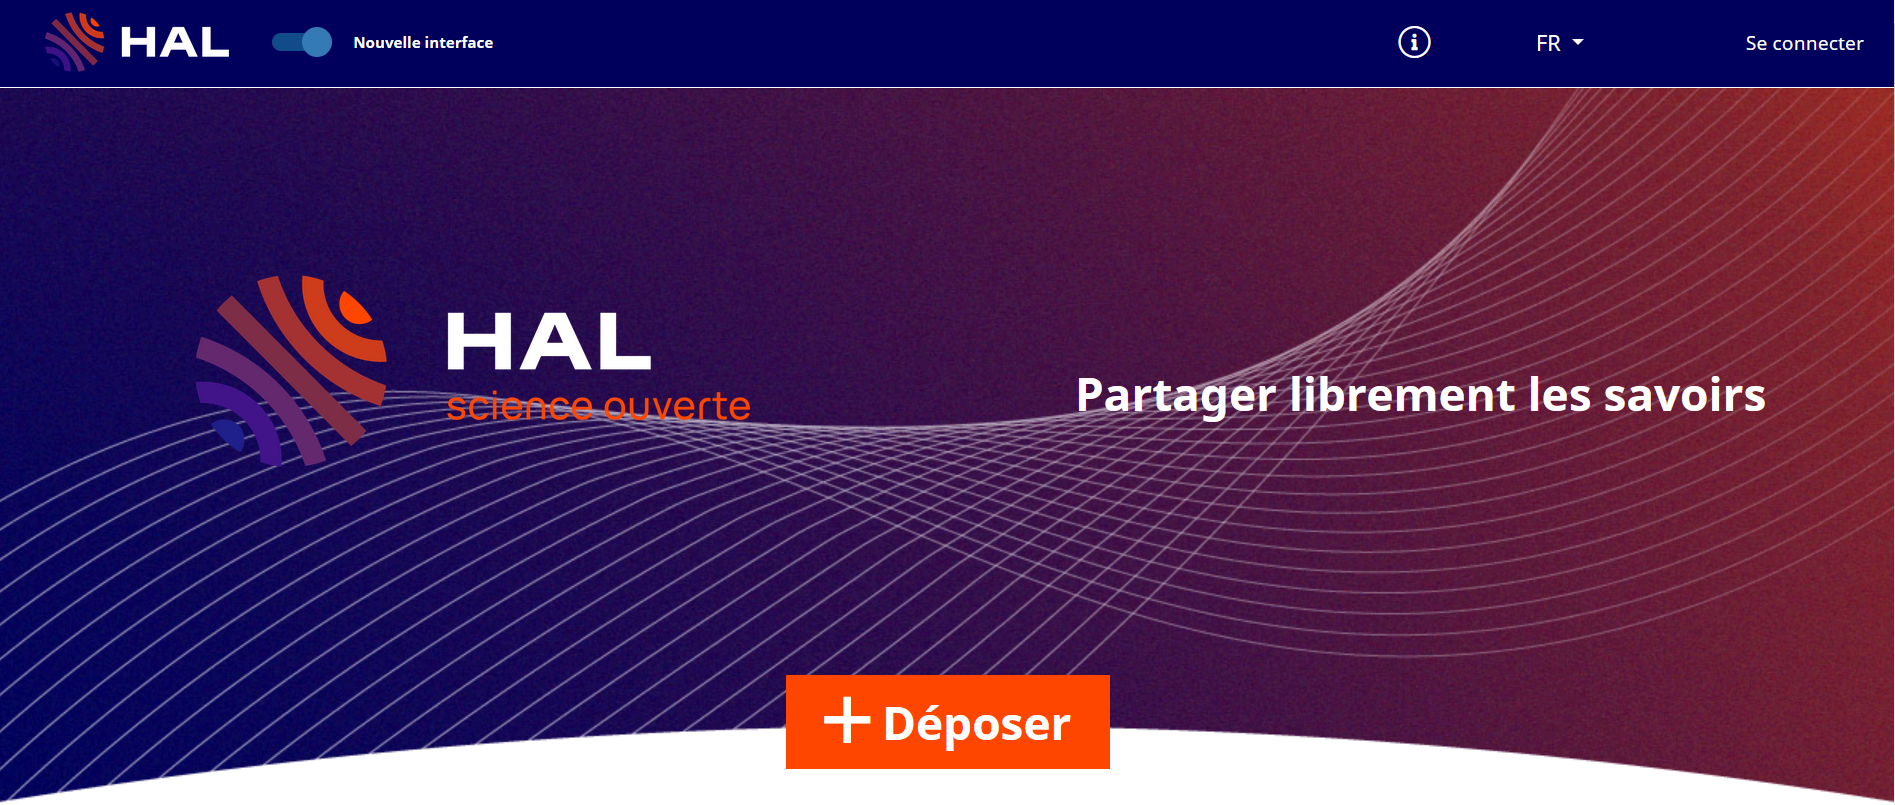 HAL
Nouvelle interface
FR
Se connecter
HAL
science ouverte
Partager librement les savoirs
+ Déposer